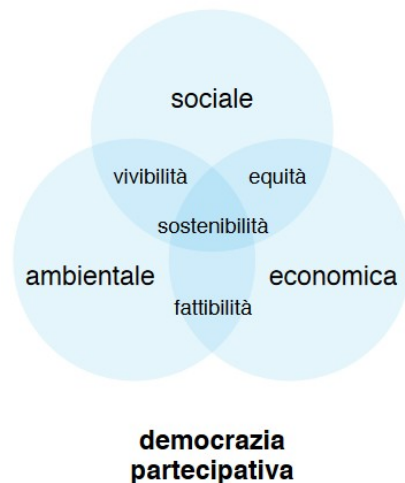 sociale
vivibilità equità
sostenibilità
ambientale economica
fattibilità
democrazia
partecipativa